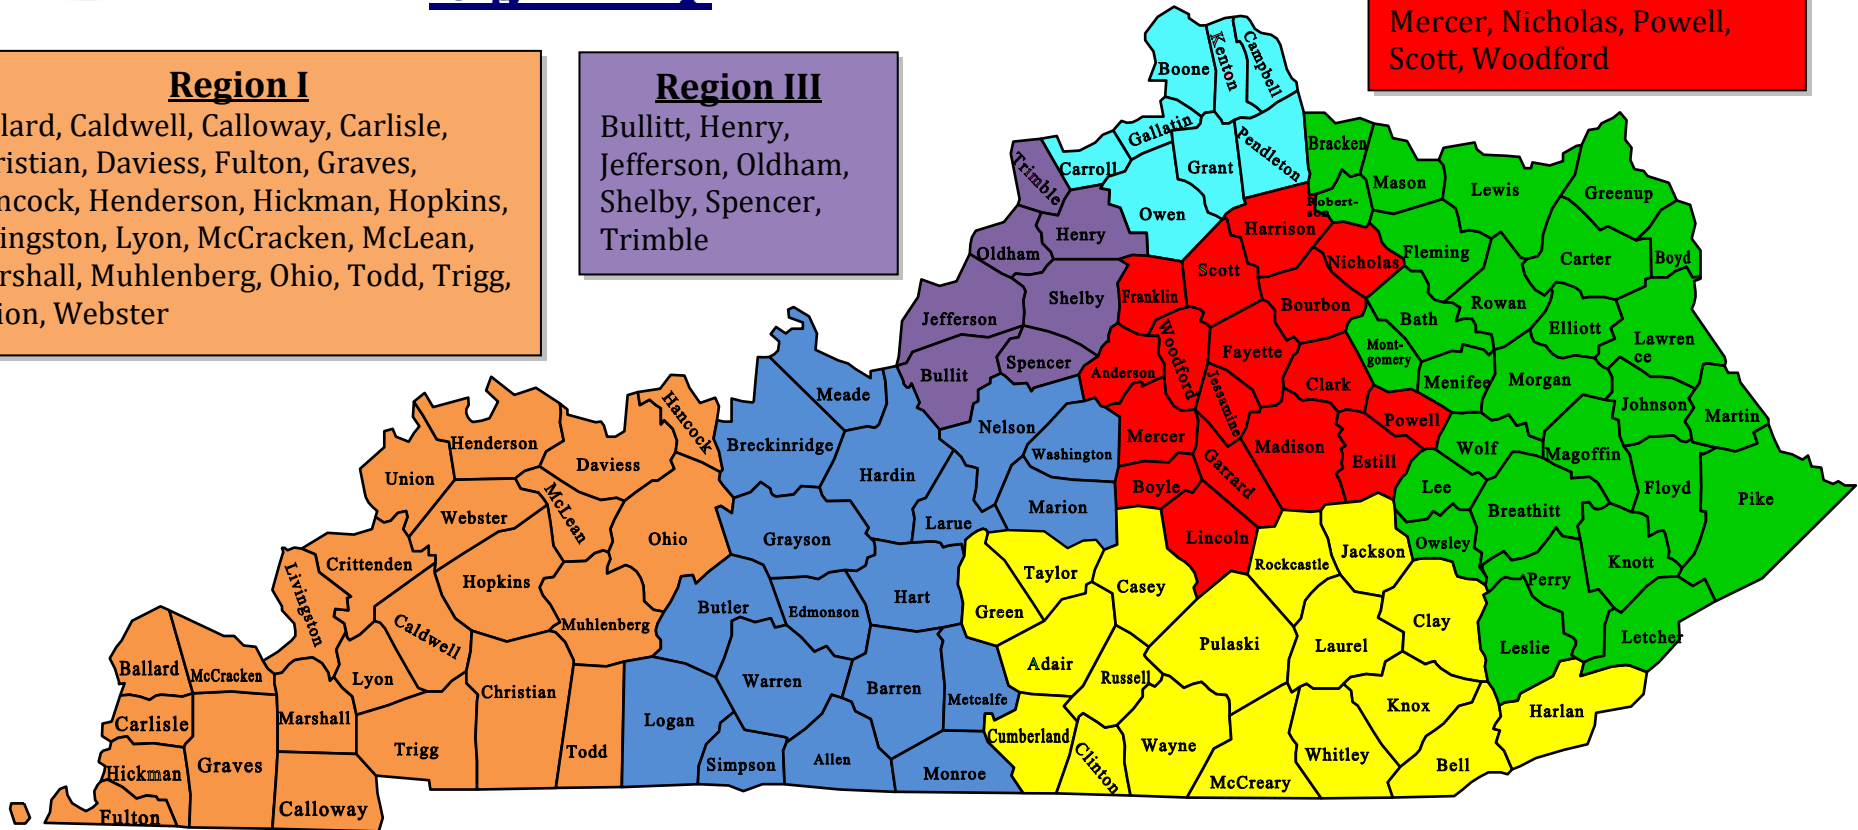 Mercer, Nicholas, Powell,
Scott, Woodford
Region I
lard, Caldwell, Calloway, Carlisle,
ristian, Daviess, Fulton, Graves,
ncock, Henderson, Hickman, Hopkins,
ingston, Lyon, McCracken, McLean,
rshall, Muhlenberg, Ohio, Todd, Trigg,
ion, Webster
Region III
Bullitt, Henry,
Jefferson, Oldham,
Shelby, Spencer,
Trimble
Boone
Kenton
Campbell
Gallatin
Carroll
Grant
Pendleton
Owen
Trimble
Henry
Oldham
Shelby
Jefferson
Spencer
Bullit
Bracken
Mason
Lewis
Greenup
Robert-
son
Fleming
Carter
Boyd
Rowan
Bath
Elliott
Lawren
ce
Mont-
gomery
Menifee
Morgan
Johnson
Martin
Wolf
Magoffin
Floyd
Pike
Lee
Breathitt
Owsley
Perry
Knott
Leslie
Letcher
Harrison
Nicholas
Scott
Franklin
Bourbon
Woodford
Fayette
Anderson
Jessamine
Clark
Powell
Mercer
Madison
Estill
Garrard
Boyle
Lincoln
Meade
Breckinridge
Hardin
Nelson
Washington
Marion
Larue
Grayson
Hart
Butler
Edmonson
Warren
Barren
Metcalfe
Logan
Simpson
Allen
Monroe
Hancock
Henderson
Daviess
Union
Webster
McLean
Ohio
Crittenden
Livingston
Hopkins
Caldwell
Muhlenberg
Lyon
Christian
Ballard
McCracken
Carlisle
Marshall
Hickman
Graves
Trigg
Todd
Fulton
Calloway
Rockcastle
Jackson
Taylor
Casey
Green
Clay
Pulaski
Laurel
Adair
Russell
Knox
Harlan
Cumberland
Clinton
Wayne
McCreary
Whitley
Bell